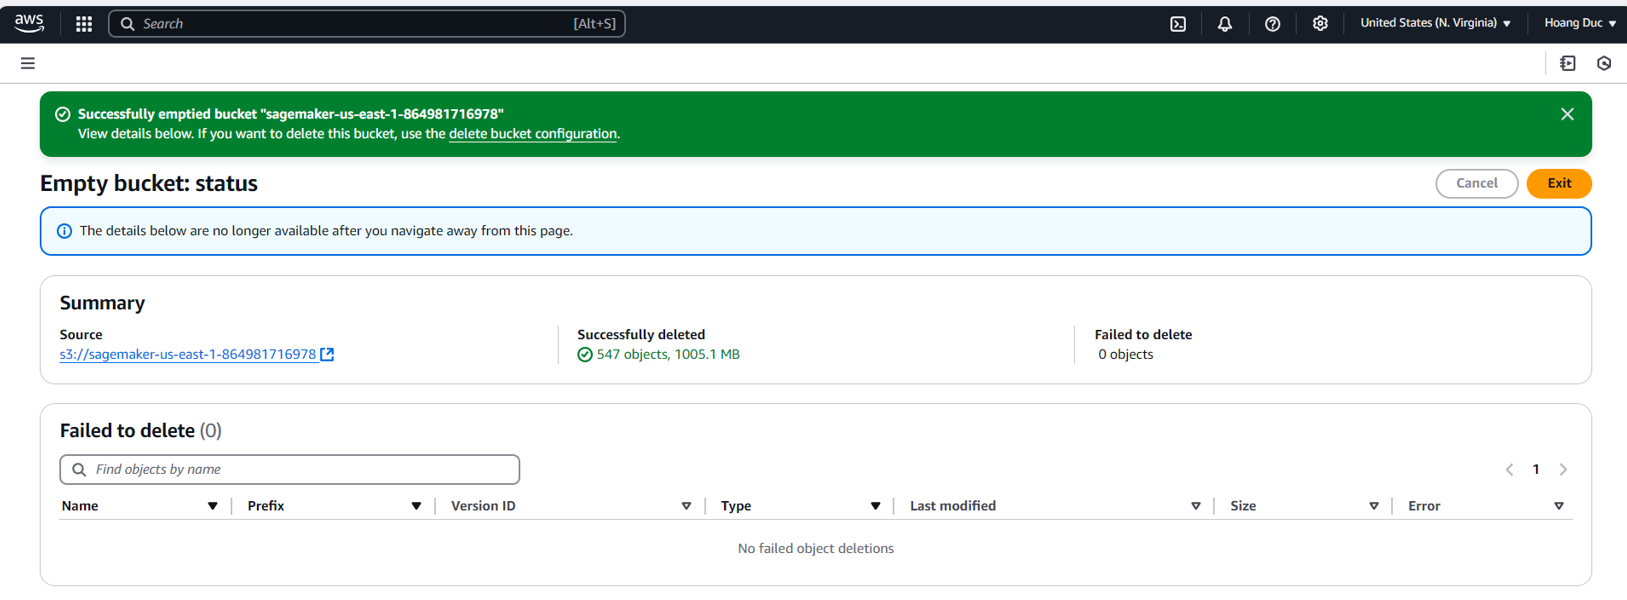 aws Search [Alt+S] United States (N. Virginia) Hoang Duc
Successfully emptied bucket "sagemaker-us-east-1-864981716978"
View details below. If you want to delete this bucket, use the delete bucket configuration.
Empty bucket: status Cancel Exit
The details below are no longer available after you navigate away from this page.
Summary
Source Successfully deleted Failed to delete
s3://sagemaker-us-east-1-864981716978 547 objects, 1005.1 MB 0 objects
Failed to delete (0)
Find objects by name 1
Name Prefix Version ID Type Last modified Size Error
No failed object deletions